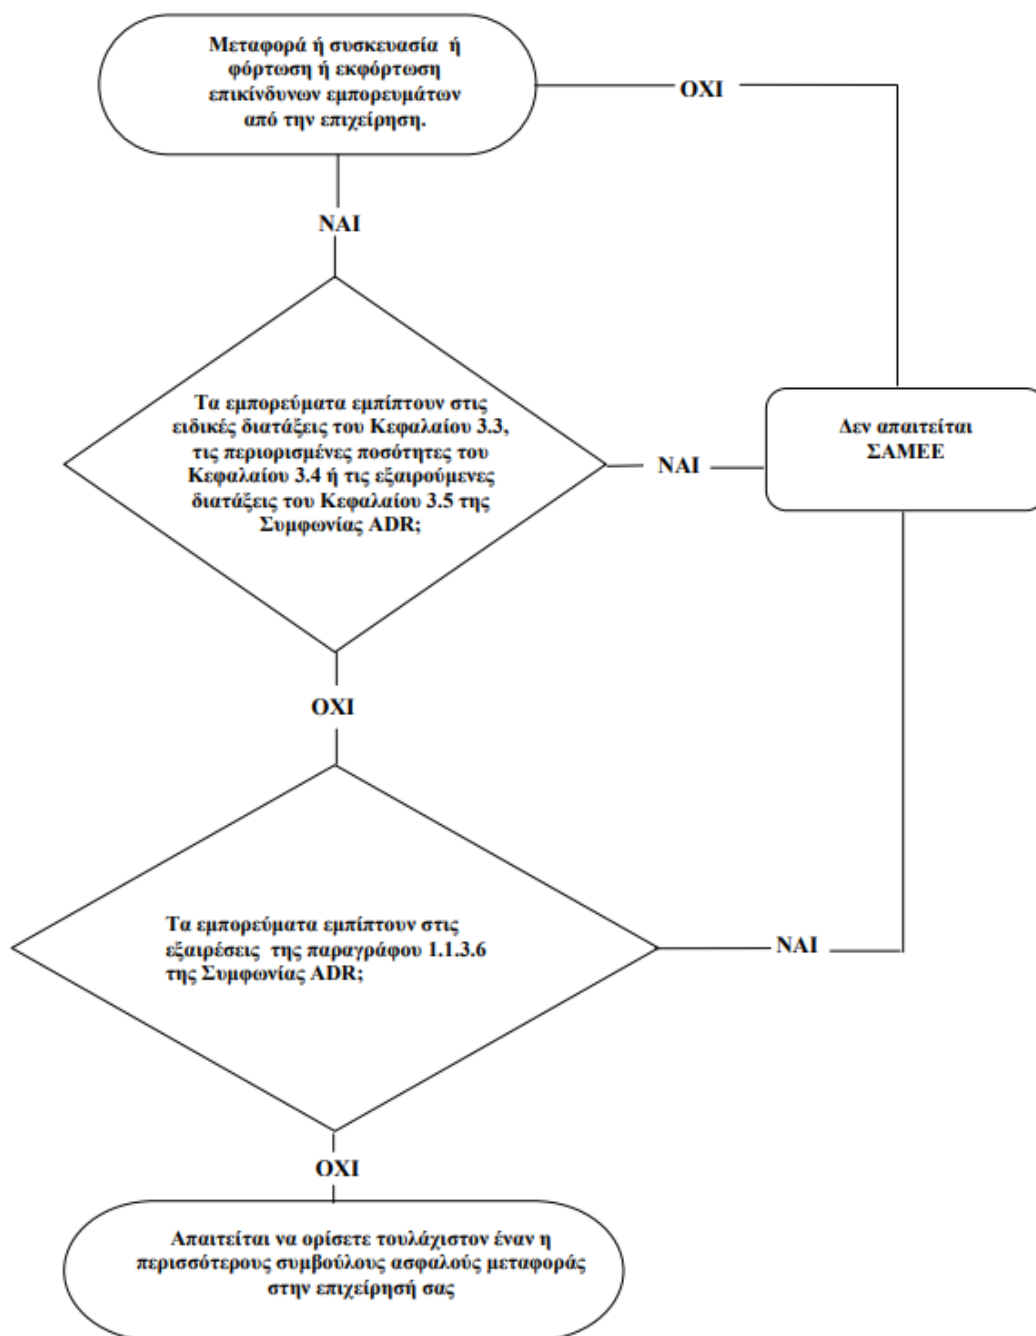 Μεταφορά ή συσκευασία ή
φόρτωση ή εκφόρτωση
επικίνδυνων εμπορευμάτων
από την επιχείρηση.
ΟΧΙ
ΝΑΙ
Τα εμπορεύματα εμπίπτουν στις
ειδικές διατάξεις του Κεφαλαίου 3.3,
τις περιορισμένες ποσότητες του
Κεφαλαίου 3.4 ή τις εξαιρούμενες
διατάξεις του Κεφαλαίου 3.5 της
Συμφωνίας ADR;
ΝΑΙ
Δεν απαιτείται
ΣΑΜΕΕ
ΟΧΙ
Τα εμπορεύματα εμπίπτουν στις
εξαιρέσεις της παραγράφου 1.1.3.6
της Συμφωνίας ADR;
ΝΑΙ
ΟΧΙ
Απαιτείται να ορίσετε τουλάχιστον έναν η
περισσότερους συμβούλους ασφαλούς μεταφοράς
στην επιχείρησή σας